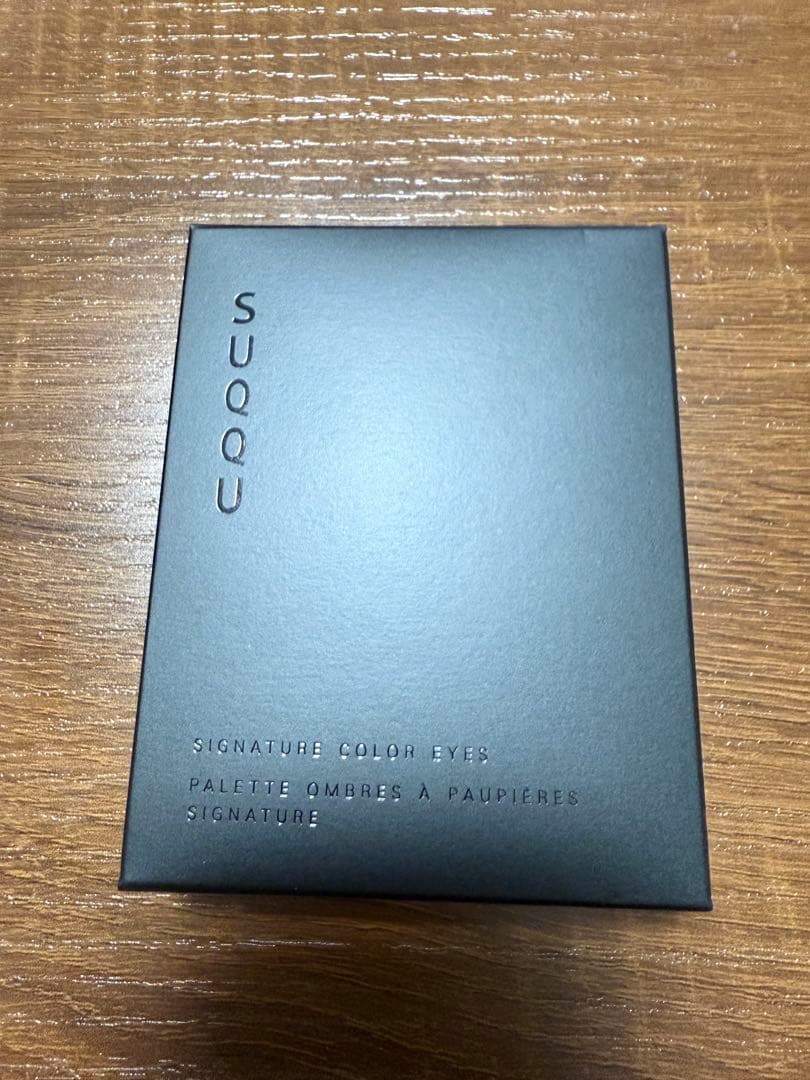 SUQQU
SIGNATURE COLOR EYES
PALETTE OMBRES À PAUPIÈRES
SIGNATURE